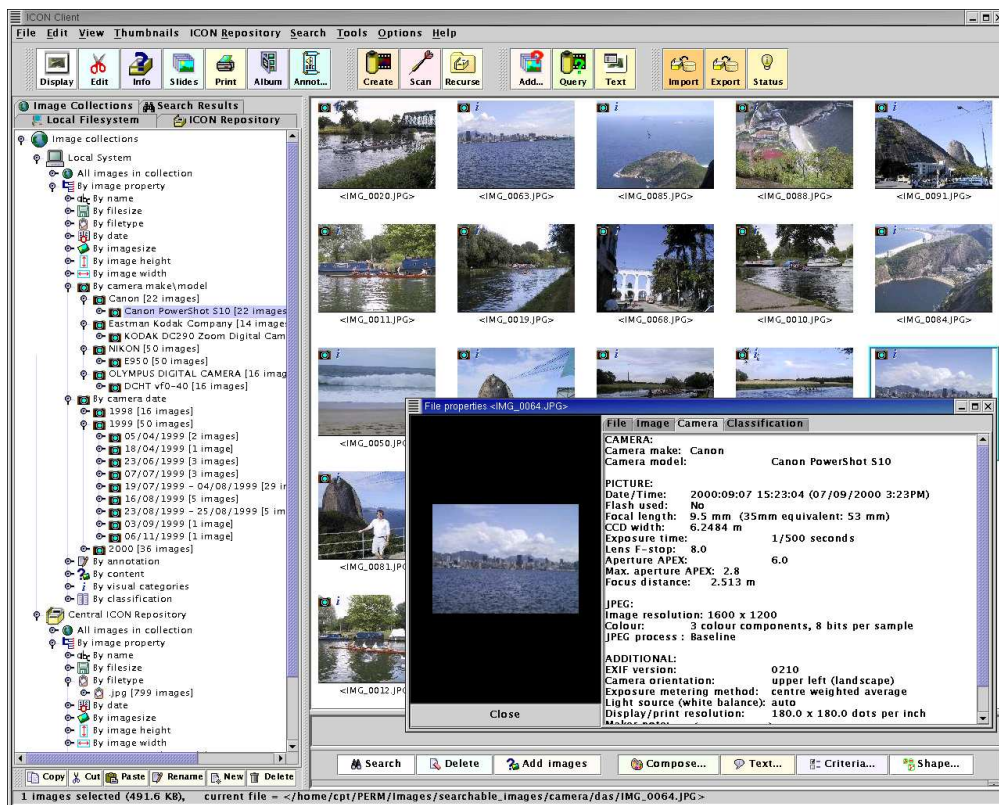 ICON Client
File Edit View Thumbnails ICON Repository Search Tools Options Help
Display Edit Info Slides Print Album Annot... Create Scan Recurse Add... Query Text Import Export Status
Image Collections Search Results
Local Filesystem ICON Repository
Image collections
Local System
All images in collection
By image property
By name
By filesize
By filetype
By date
By imagesize
By image height
By image width
By camera make\model
Canon [22 images]
Canon PowerShot S10 [22 images
Eastman Kodak Company [14 image
KODAK DC290 Zoom Digital Cam
NIKON [50 images]
E950 [50 images]
OLYMPUS DIGITAL CAMERA [16 imag
DCHT vf0-40 [16 images]
By camera date
1998 [16 images]
1999 [50 images]
05/04/1999 [2 images]
18/04/1999 [1 image]
23/06/1999 [3 images]
07/07/1999 [3 images]
19/07/1999 - 04/08/1999 [29 i
16/08/1999 [5 images]
23/08/1999 - 25/08/1999 [5 im
03/09/1999 [1 image]
06/11/1999 [1 image]
2000 [36 images]
By annotation
By content
By visual categories
By classification
Central ICON Repository
All images in collection
By image property
By name
By filesize
By filetype
.jpg [799 images]
By date
By imagesize
By image height
By image width
Copy Cut Paste Rename New Delete
<IMG_0020.JPG> <IMG_0063.JPG> <IMG_0085.JPG> <IMG_0088.JPG> <IMG_0091.JPG>
<IMG_0011.JPG> <IMG_0019.JPG> <IMG_0068.JPG> <IMG_0010.JPG> <IMG_0084.JPG>
<IMG_0050.JPG
<IMG_0081.JPG
<IMG_0012.JPG
File properties <IMG_0064.JPG>
File Image Camera Classification
CAMERA:
Camera make: Canon
Camera model: Canon PowerShot S10
PICTURE:
Date/Time: 2000:09:07 15:23:04 (07/09/2000 3:23PM)
Flash used: No
Focal length: 9.5 mm (35mm equivalent: 53 mm)
CCD width: 6.2484 m
Exposure time: 1/500 seconds
Lens F-stop: 8.0
Aperture APEX: 6.0
Max. aperture APEX: 2.8
Focus distance: 2.513 m
JPEG:
Image resolution: 1600 x 1200
Colour: 3 colour components, 8 bits per sample
JPEG process : Baseline
ADDITIONAL:
EXIF version: 0210
Camera orientation: upper left (landscape)
Exposure metering method: centre weighted average
Light source (white balance): auto
Display/print resolution: 180.0 x 180.0 dots per inch
Close
Search Delete Add images Compose... Text... Criteria... Shape...
1 images selected (491.6 KB), current file = </home/cpt/PERM/Images/searchable_images/camera/das/IMG_0064.JPG>